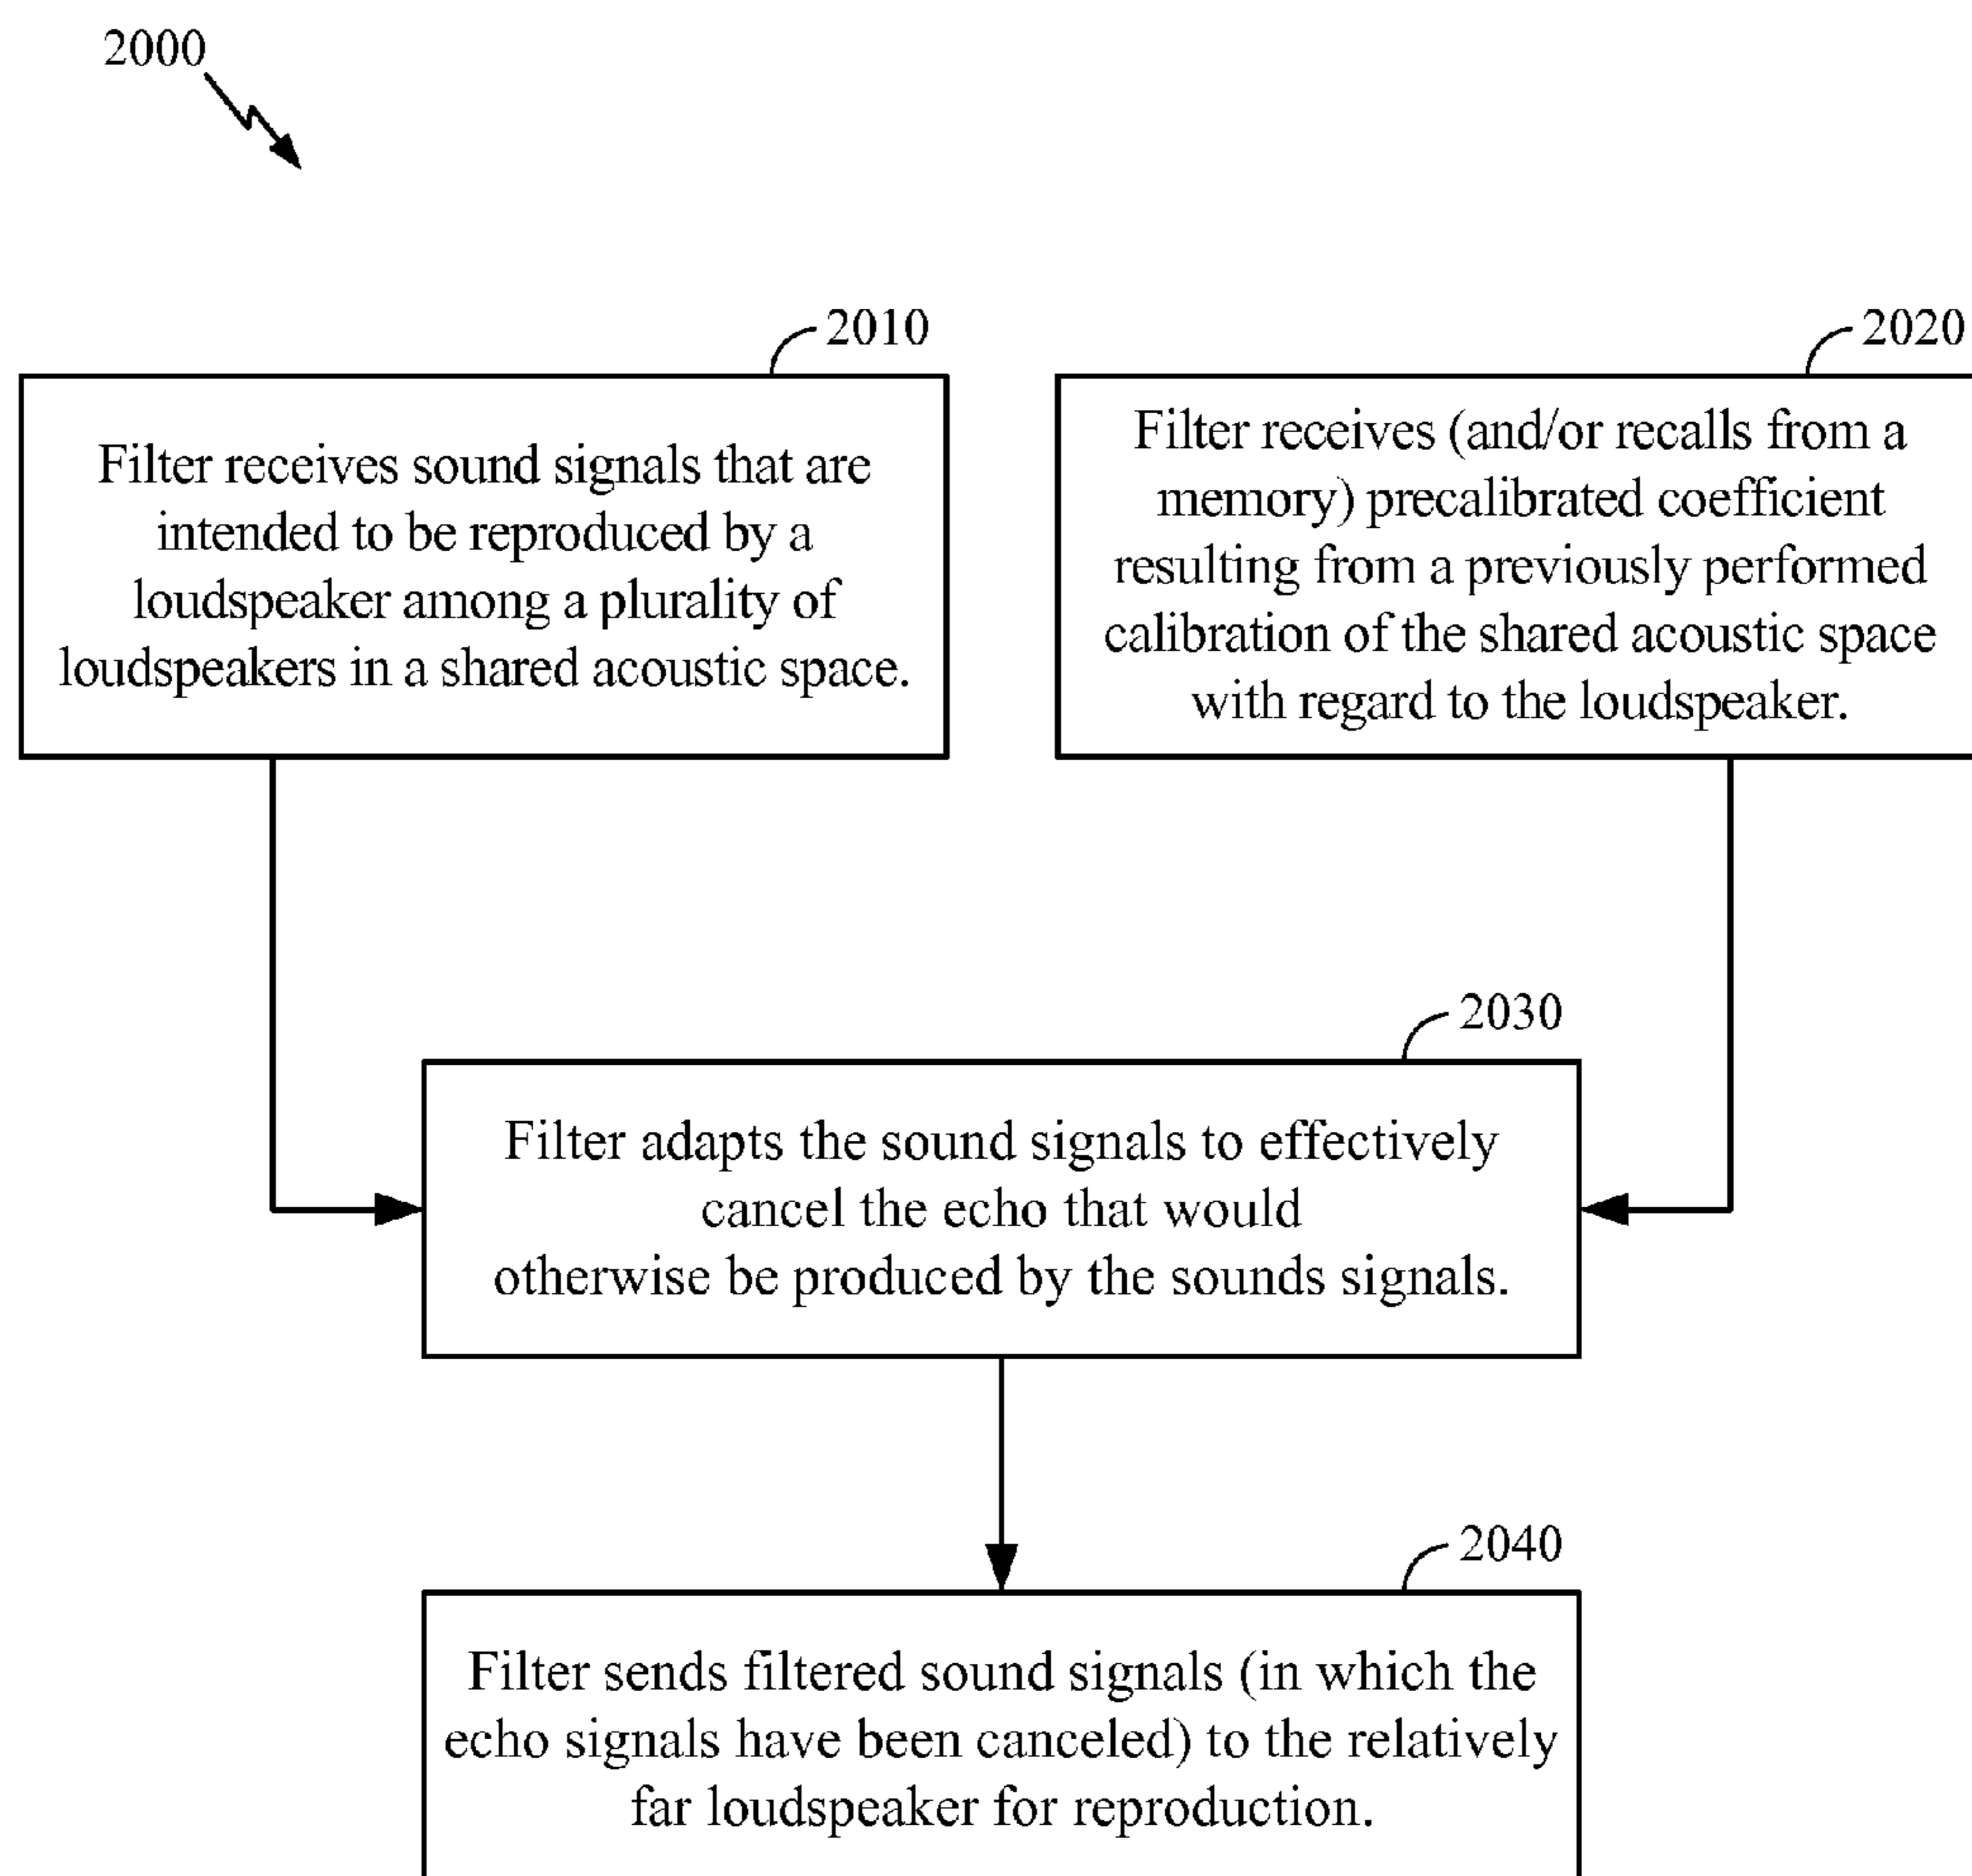 2000
2010
Filter receives sound signals that are
intended to be reproduced by a
loudspeaker among a plurality of
loudspeakers in a shared acoustic space.
2020
Filter receives (and/or recalls from a
memory) precalibrated coefficient
resulting from a previously performed
calibration of the shared acoustic space
with regard to the loudspeaker.
2030
Filter adapts the sound signals to effectively
cancel the echo that would
otherwise be produced by the sounds signals.
2040
Filter sends filtered sound signals (in which the
echo signals have been canceled) to the relatively
far loudspeaker for reproduction.